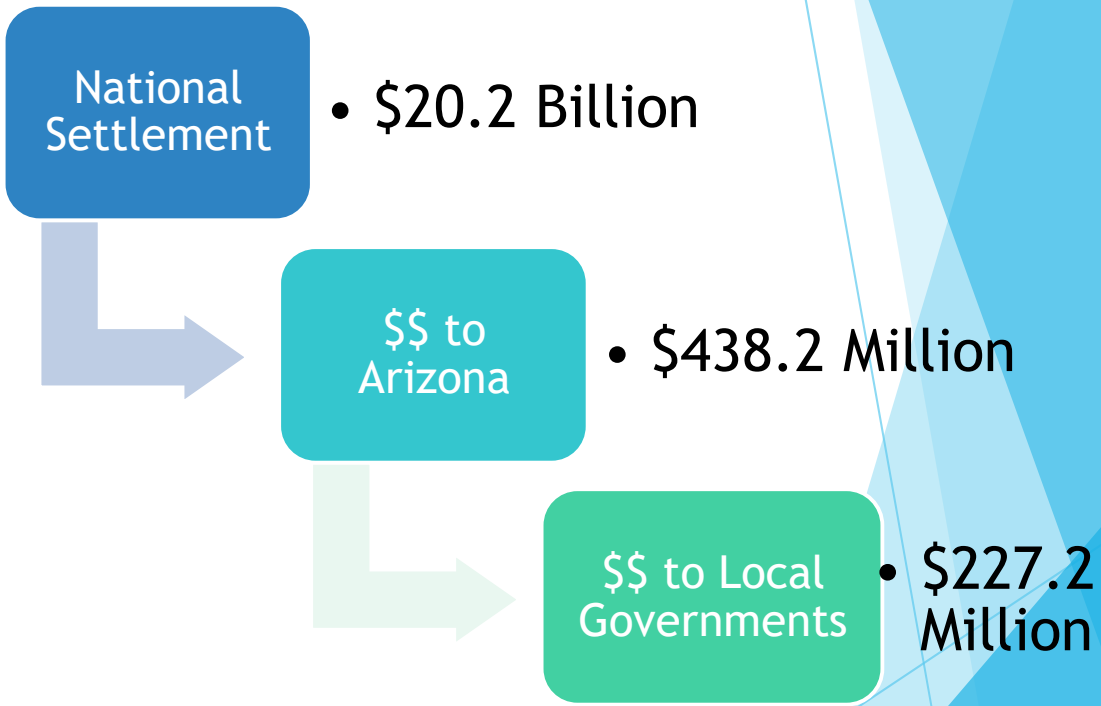 National
Settlement
• $20.2 Billion
$$ to
Arizona
• $438.2 Million
$$ to Local
Governments
• $227.2
Million